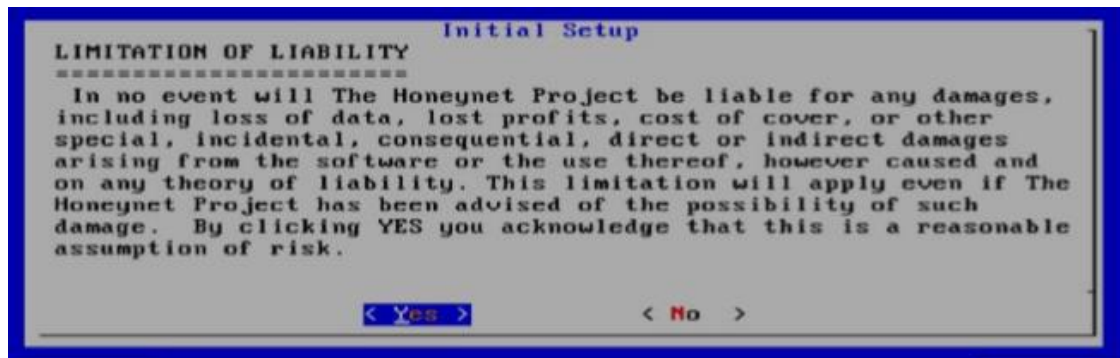 Initial Setup
LIMITATION OF LIABILITY
=======================
In no event will The Honeynet Project be liable for any damages,
including loss of data, lost profits, cost of cover, or other
special, incidental, consequential, direct or indirect damages
arising from the software or the use thereof, however caused and
on any theory of liability. This limitation will apply even if The
Honeynet Project has been advised of the possibility of such
damage.  By clicking YES you acknowledge that this is a reasonable
assumption of risk.
< Yes > < No >